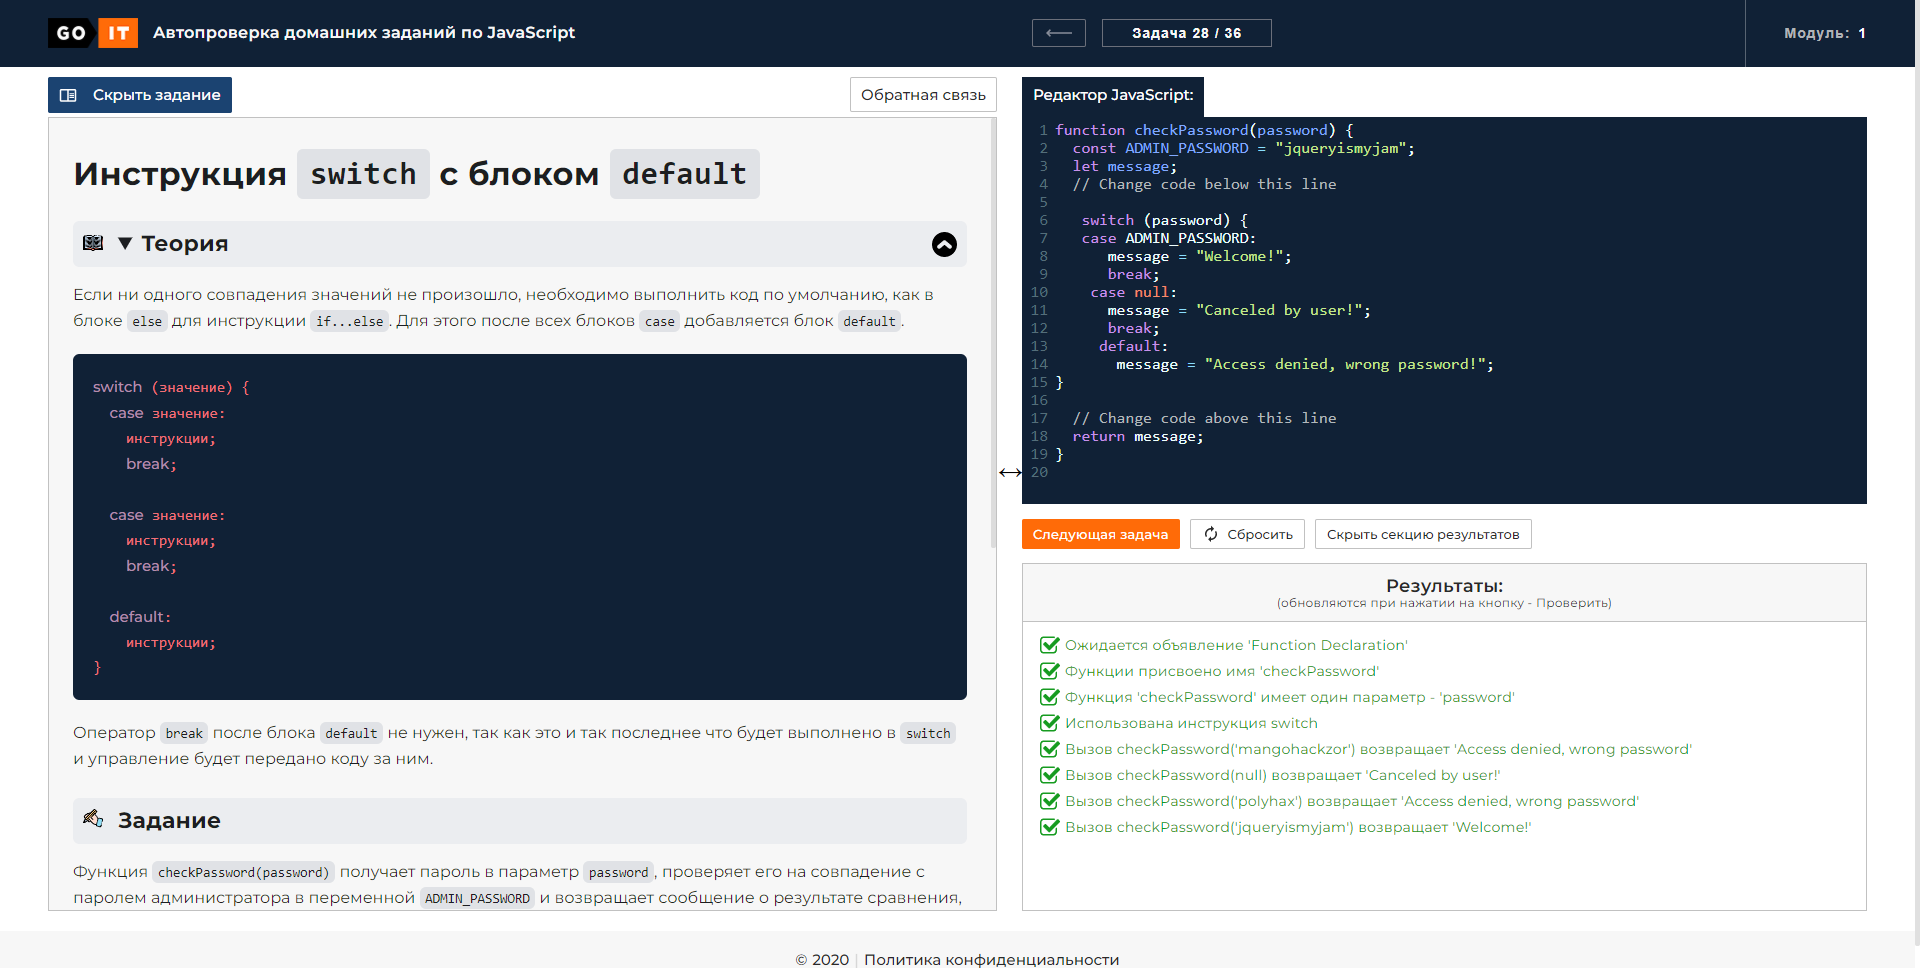 GO IT Автопроверка домашних заданий по JavaScript
Задача 28 / 36
Модуль: 1
Скрыть задание
Обратная связь
Инструкция switch с блоком default
Теория
Если ни одного совпадения значений не произошло, необходимо выполнить код по умолчанию, как в
блоке else для инструкции if...else. Для этого после всех блоков case добавляется блок default.
switch (значение) {
case значение:
инструкции;
break;
case значение:
инструкции;
break;
default:
инструкции;
}
Оператор break после блока default не нужен, так как это и так последнее что будет выполнено в switch
и управление будет передано коду за ним.
Задание
Функция checkPassword(password) получает пароль в параметр password, проверяет его на совпадение с
паролем администратора в переменной ADMIN_PASSWORD и возвращает сообщение о результате сравнения,
Редактор JavaScript:
1 function checkPassword(password) {
2 const ADMIN_PASSWORD = "jqueryismyjam";
3 let message;
4 // Change code below this line
5
6 switch (password) {
7 case ADMIN_PASSWORD:
8 message = "Welcome!";
9 break;
10 case null:
11 message = "Canceled by user!";
12 break;
13 default:
14 message = "Access denied, wrong password!";
15 }
16
17 // Change code above this line
18 return message;
19 }
20
Следующая задача
Сбросить
Скрыть секцию результатов
Результаты:
(обновляются при нажатии на кнопку - Проверить)
Ожидается объявление 'Function Declaration'
Функции присвоено имя 'checkPassword'
Функция 'checkPassword' имеет один параметр - 'password'
Использована инструкция switch
Вызов checkPassword('mangohackzor') возвращает 'Access denied, wrong password'
Вызов checkPassword(null) возвращает 'Canceled by user!'
Вызов checkPassword('polyhax') возвращает 'Access denied, wrong password'
Вызов checkPassword('jqueryismyjam') возвращает 'Welcome!'
© 2020 | Политика конфиденциальности